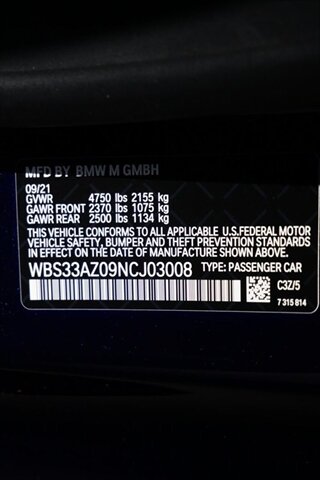 MFD BY BMW M GMBH
09/21
GVWR 4750 lbs 2155 kg
GAWR FRONT 2370 lbs 1075 kg
GAWR REAR 2500 lbs 1134 kg
THIS VEHICLE CONFORMS TO ALL APPLICABLE U.S.FEDERAL MOTOR
VEHICLE SAFETY, BUMPER AND THEFT PREVENTION STANDARDS
IN EFFECT ON THE DATE OF MANUFACTURE SHOWN ABOVE.
WBS33AZ09NCJ03008 TYPE: PASSENGER CAR
C3Z/5
7 315 814